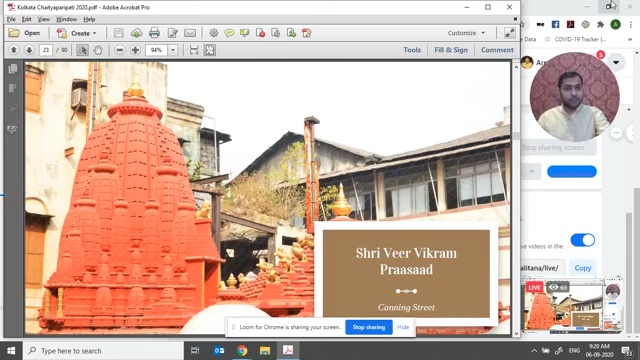 Kolkata Chaityaparipati 2020.pdf - Adobe Acrobat Pro
File Edit View Window Help
Open Create Customize
23 / 90 94% Tools Fill & Sign Comment
Data COVID-19 Tracker |...
Stop sharing screen
videos in the
alitana/live/ Copy
LIVE 63
Shri Veer Vikram
Praasaad
Canning Street
Loom for Chrome is sharing your screen. Stop sharing Hide
Type here to search
ENG 9:20 AM
06-09-2020